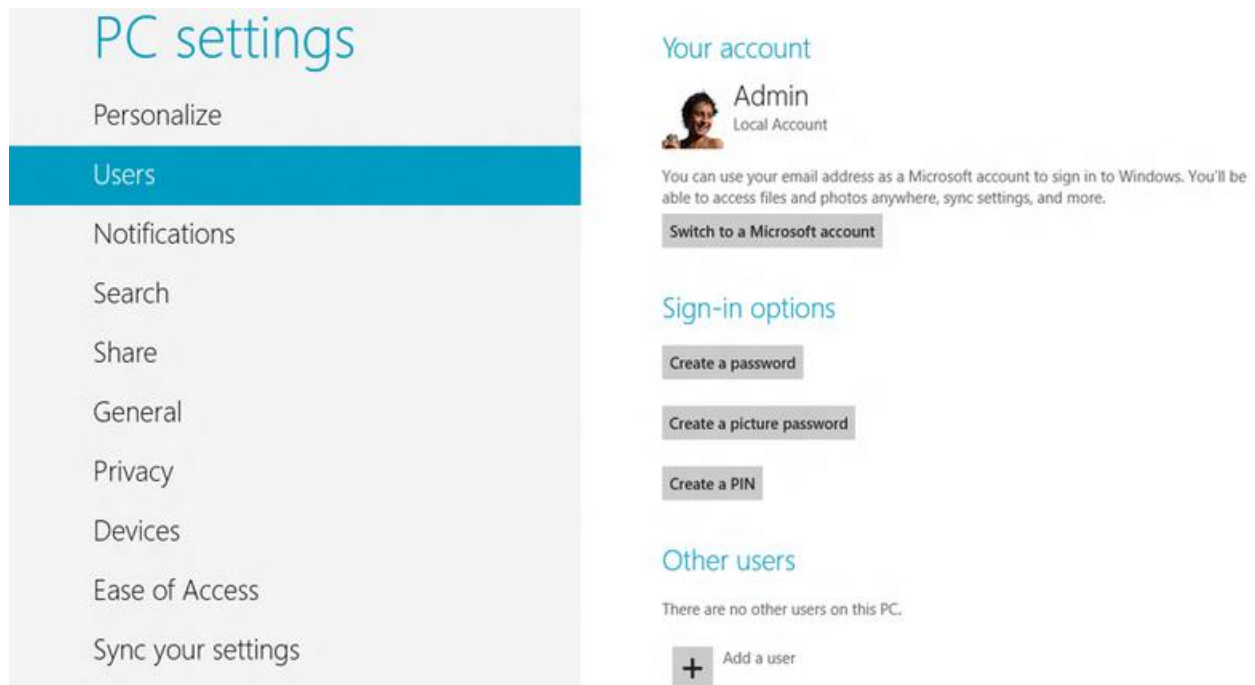 PC settings
Personalize
Users
Notifications
Search
Share
General
Privacy
Devices
Ease of Access
Sync your settings
Your account
Admin
Local Account
You can use your email address as a Microsoft account to sign in to Windows. You'll be
able to access files and photos anywhere, sync settings, and more.
Switch to a Microsoft account
Sign-in options
Create a password
Create a picture password
Create a PIN
Other users
There are no other users on this PC.
+ Add a user